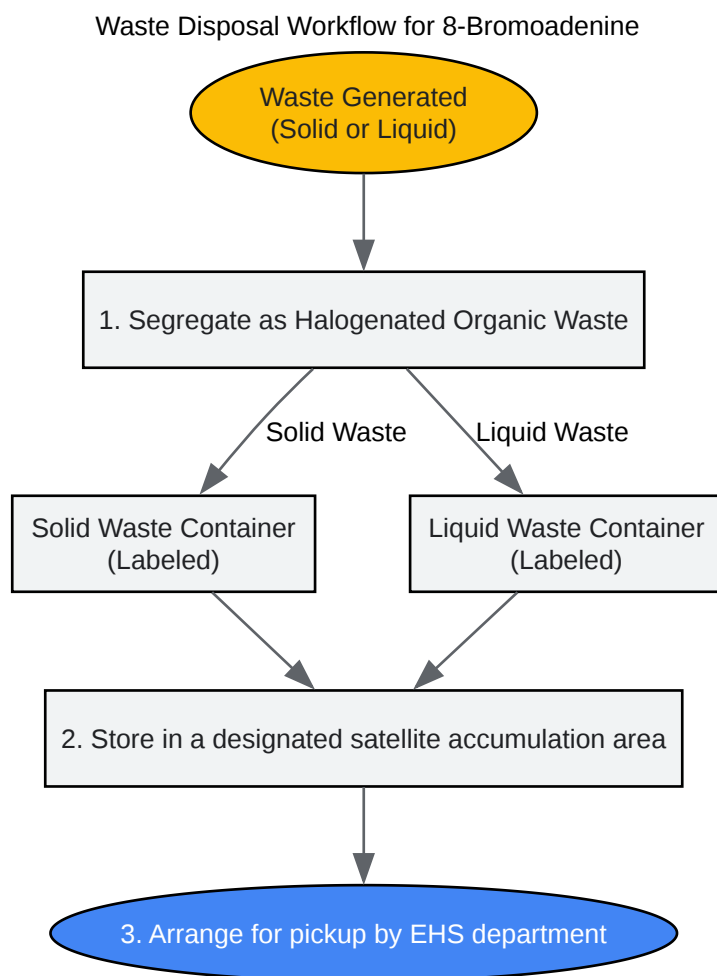 Waste Disposal Workflow for 8-Bromoadenine
Waste Generated
(Solid or Liquid)
1. Segregate as Halogenated Organic Waste
Solid Waste
Liquid Waste
Solid Waste Container
(Labeled)
Liquid Waste Container
(Labeled)
2. Store in a designated satellite accumulation area
3. Arrange for pickup by EHS department